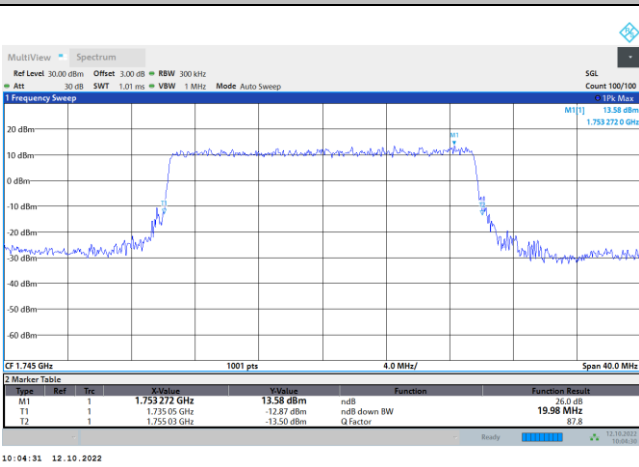 MultiView Spectrum
Ref Level 30.00 dBm Offset 3.00 dB RBW 300 kHz SGL
Att 30 dB SWT 1.01 ms VBW 1 MHz Mode Auto Sweep Count 100/100
1 Frequency Sweep 1Pk Max
M1[1] 13.58 dBm
1.753 272 0 GHz
20 dBm
M1
10 dBm
0 dBm
-10 dBm
-20 dBm
-30 dBm
-40 dBm
-50 dBm
-60 dBm
CF 1.745 GHz 1001 pts 4.0 MHz/ Span 40.0 MHz
2 Marker Table
Type Ref Trc X-Value Y-Value Function Function Result
M1 1 1.753272 GHz 13.58 dBm ndB 26.0 dB
T1 1 1.735 05 GHz -12.87 dBm ndB down BW 19.98 MHz
T2 1 1.755 03 GHz -13.50 dBm Q Factor 87.8
Ready 12.10.2022
10:04:30
10:04:31 12.10.2022